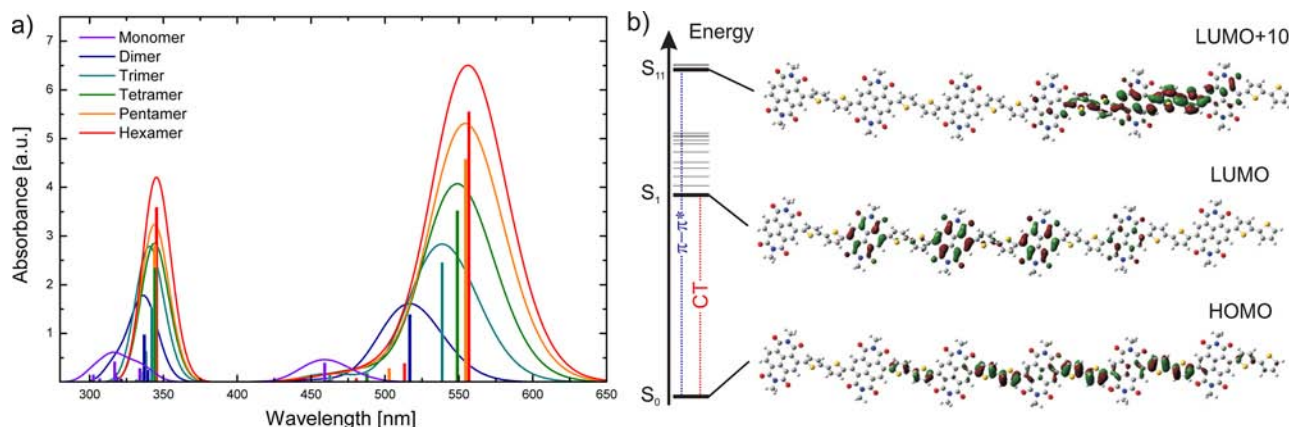 a)
Absorbance [a.u.]
7
6
5
4
3
2
1
Monomer
Dimer
Trimer
Tetramer
Pentamer
Hexamer
300 350 400 450 500 550 600 650
Wavelength [nm]
b)
Energy
S11
S1
S0
π-π*
CT
LUMO+10
LUMO
HOMO